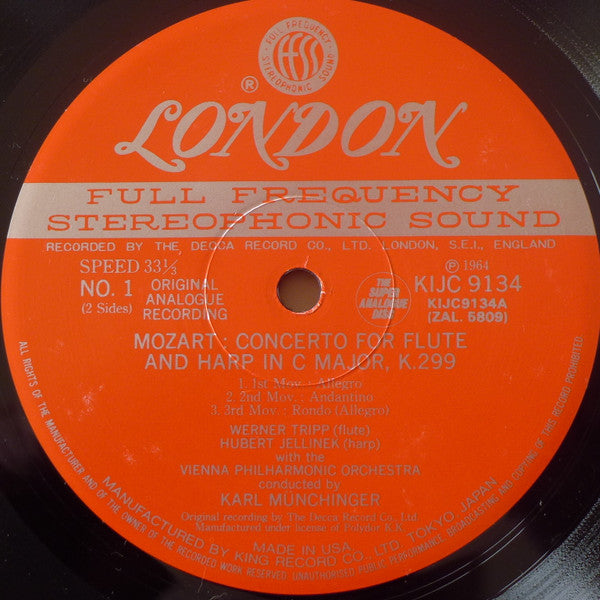 FULL FREQUENCY
ffss
STEREOPHONIC SOUND
®
LONDON
FULL FREQUENCY
STEREOPHONIC SOUND
RECORDED BY THE DECCA RECORD CO., LTD. LONDON, S.E.I., ENGLAND
SPEED 33⅓
℗ 1964
NO. 1
(2 Sides)
ORIGINAL
ANALOGUE
RECORDING
THE
SUPER
ANALOGUE
DISC
KIJC 9134
KIJC9134A
(ZAL. 5809)
MOZART : CONCERTO FOR FLUTE
AND HARP IN C MAJOR, K.299
1. 1st Mov. : Allegro
2. 2nd Mov. : Andantino
3. 3rd Mov. : Rondo (Allegro)
WERNER TRIPP (flute)
HUBERT JELLINEK (harp)
with the
VIENNA PHILHARMONIC ORCHESTRA
conducted by
KARL MUNCHINGER
Original recording by The Decca Record Co., Ltd.
Manufactured under license of Polydor K.K.
MADE IN USA
MANUFACTURED BY KING RECORD CO., LTD, TOKYO, JAPAN
ALL RIGHTS OF THE MANUFACTURER AND OF THE OWNER OF THE RECORDED WORK RESERVED UNAUTHORISED PUBLIC PERFORMANCE, BROADCASTING AND COPYING OF THIS RECORD PROHIBITED.